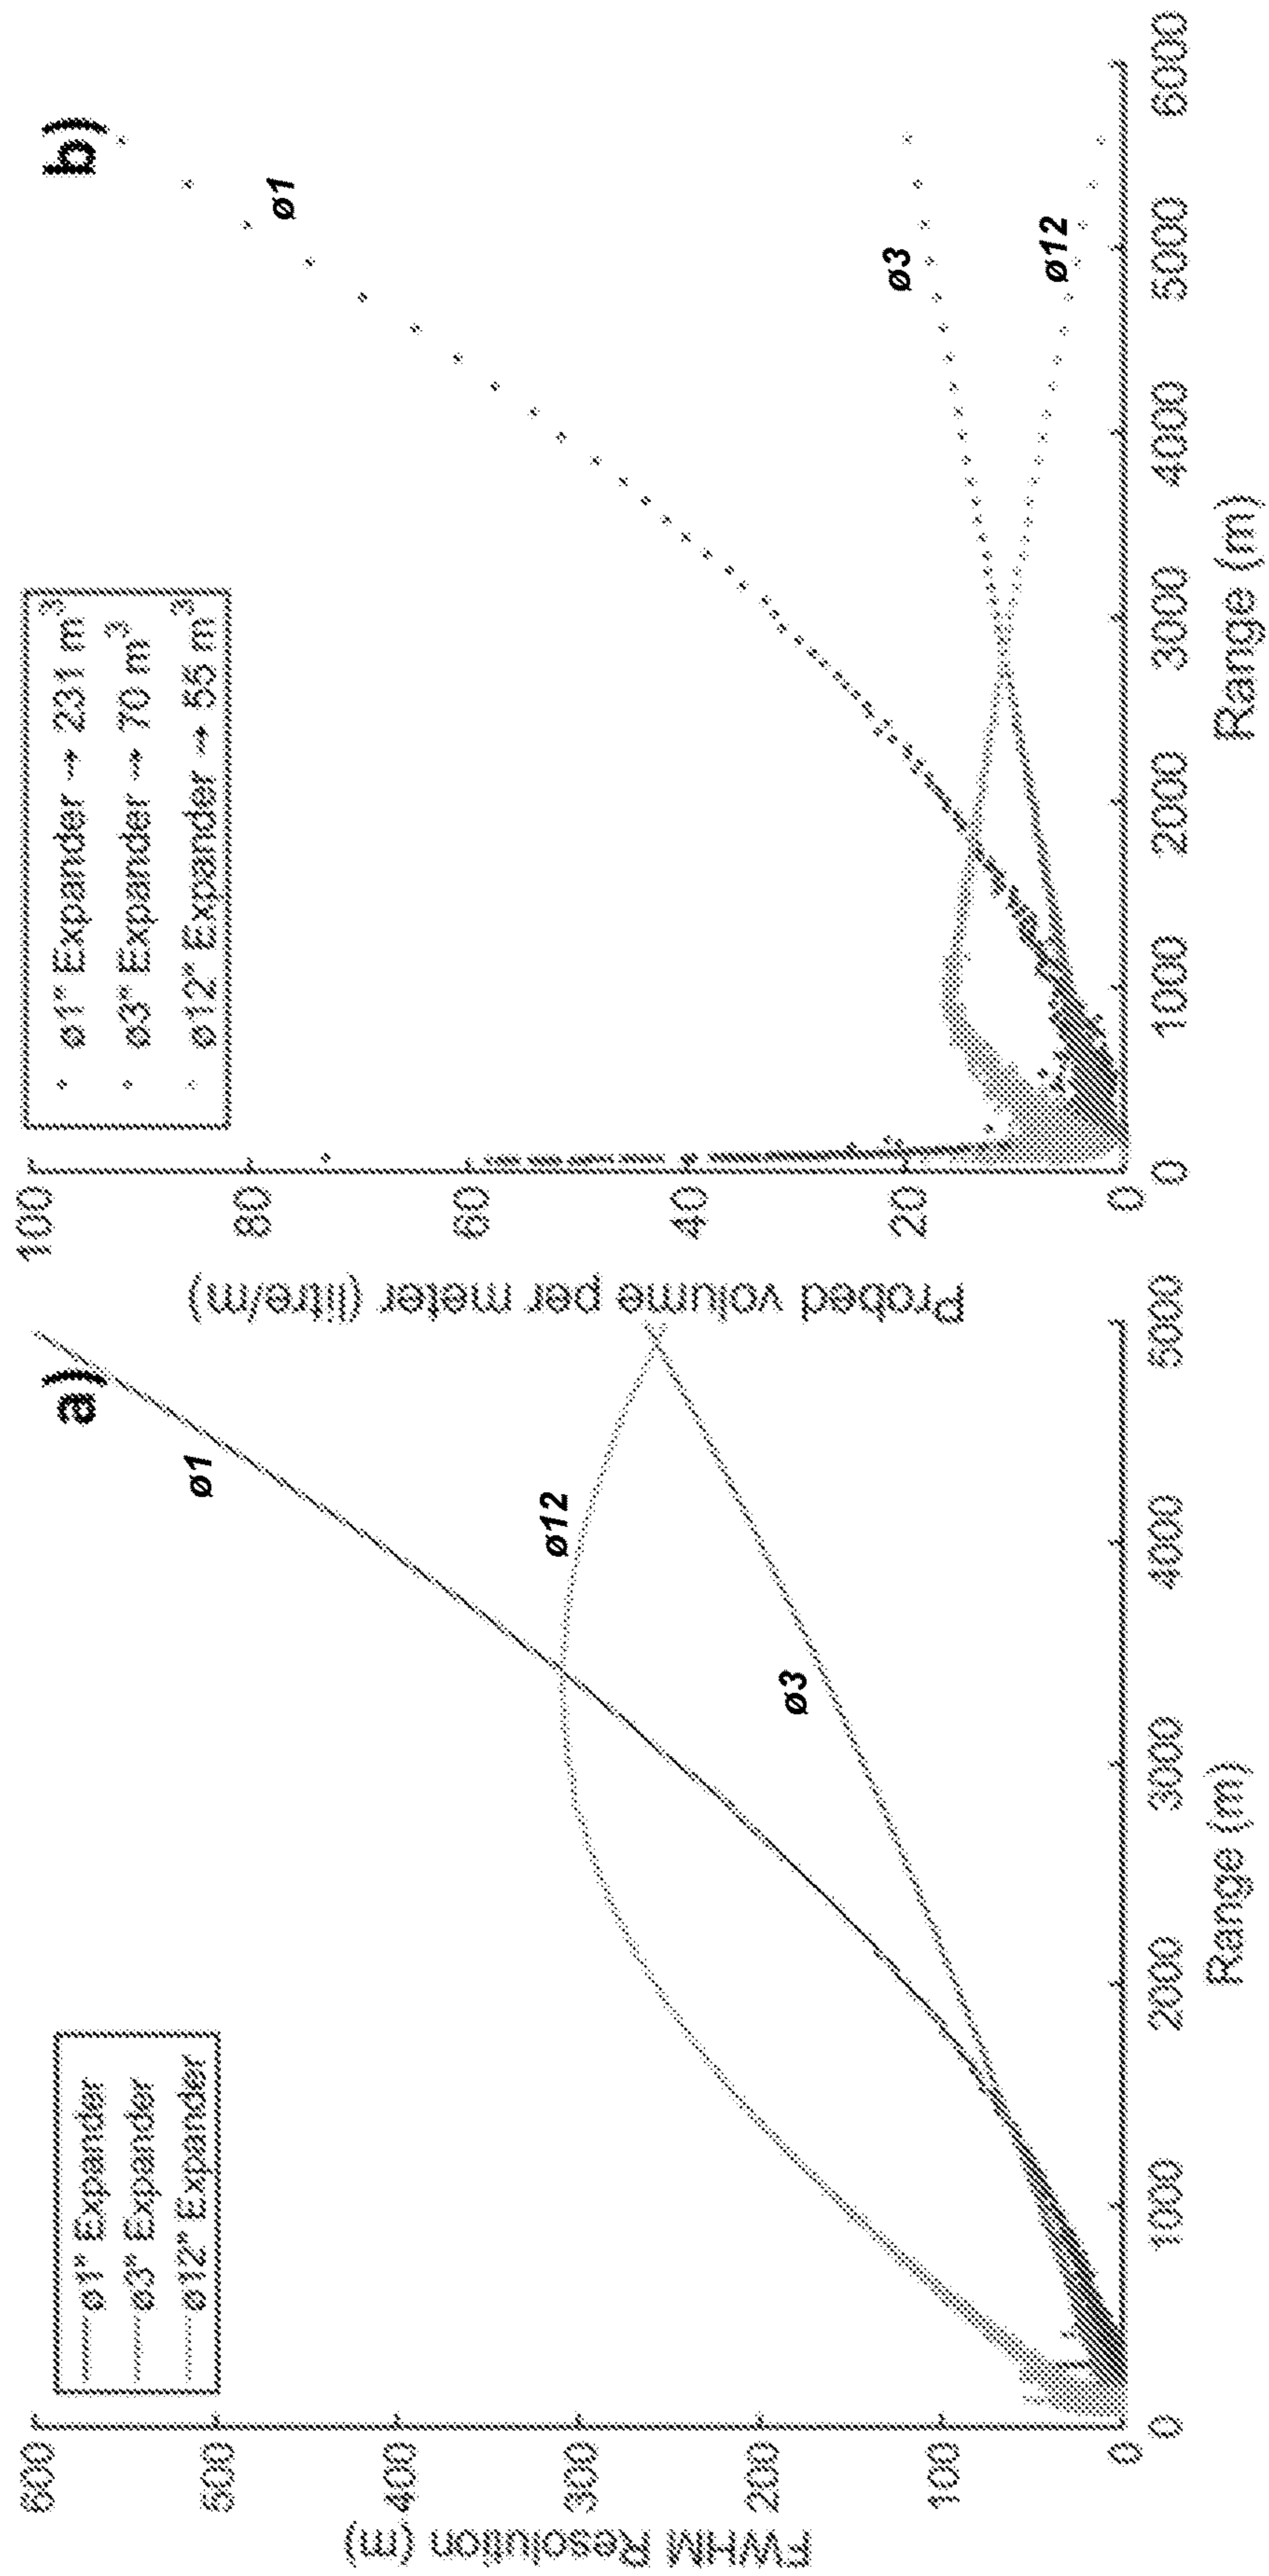 a)
FWHM Resolution (m)
600
500
400
300
200
100
0
0
1000
2000
3000
4000
5000
Range (m)
ø1" Expander
ø3" Expander
ø12" Expander
ø1
ø12
ø3
b)
Probed volume per meter (litre/m)
100
80
60
40
20
0
0
1000
2000
3000
4000
5000
6000
Range (m)
ø1" Expander → 231 m³
ø3" Expander → 70 m³
ø12" Expander → 55 m³
ø1
ø3
ø12